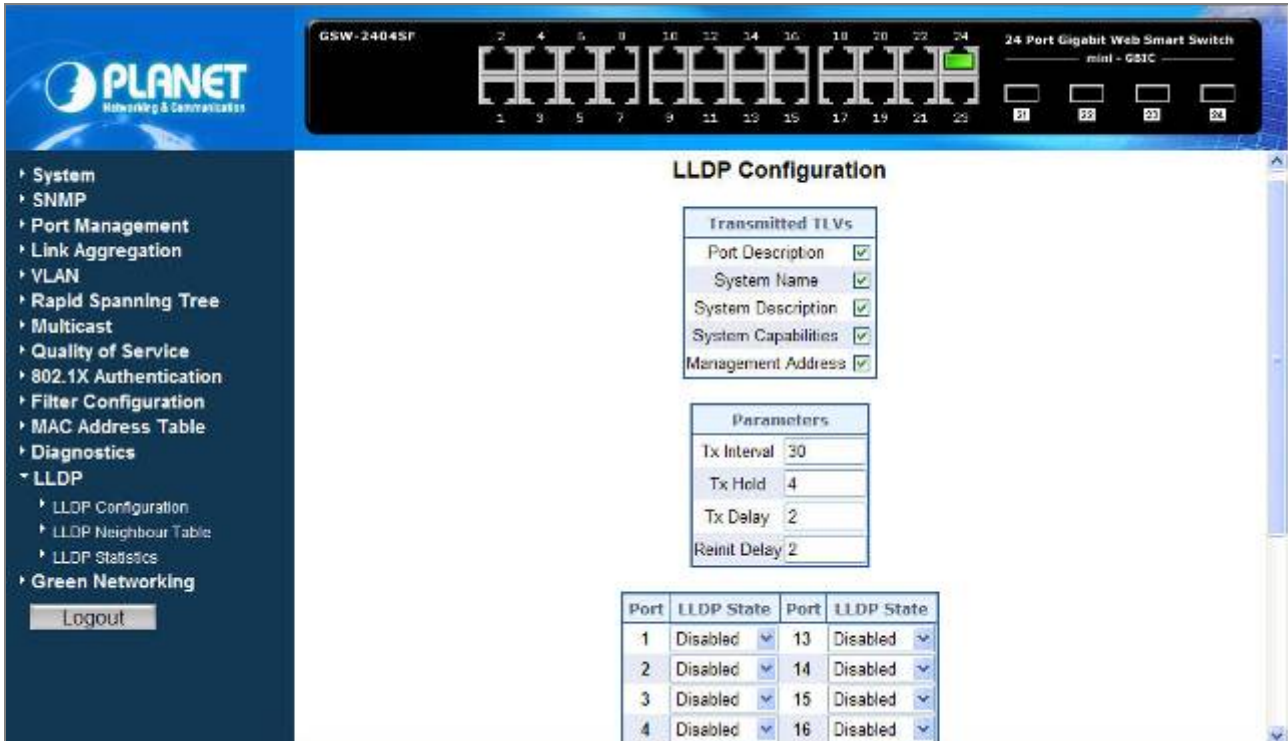 GSW-2404SF
2 4 6 8 10 12 14 16 18 20 22 24
24 Port Gigabit Web Smart Switch
mini - GBIC
1 3 5 7 9 11 13 15 17 19 21 23
21 22 23 24
PLANET
Networking & Communication
System
SNMP
Port Management
Link Aggregation
VLAN
Rapid Spanning Tree
Multicast
Quality of Service
802.1X Authentication
Filter Configuration
MAC Address Table
Diagnostics
LLDP
LLDP Configuration
LLDP Neighbour Table
LLDP Statistics
Green Networking
Logout
LLDP Configuration
Transmitted TLVs
Port Description
System Name
System Description
System Capabilities
Management Address
Parameters
Tx Interval 30
Tx Hold 4
Tx Delay 2
Reinit Delay 2
Port LLDP State Port LLDP State
1 Disabled 13 Disabled
2 Disabled 14 Disabled
3 Disabled 15 Disabled
4 Disabled 16 Disabled